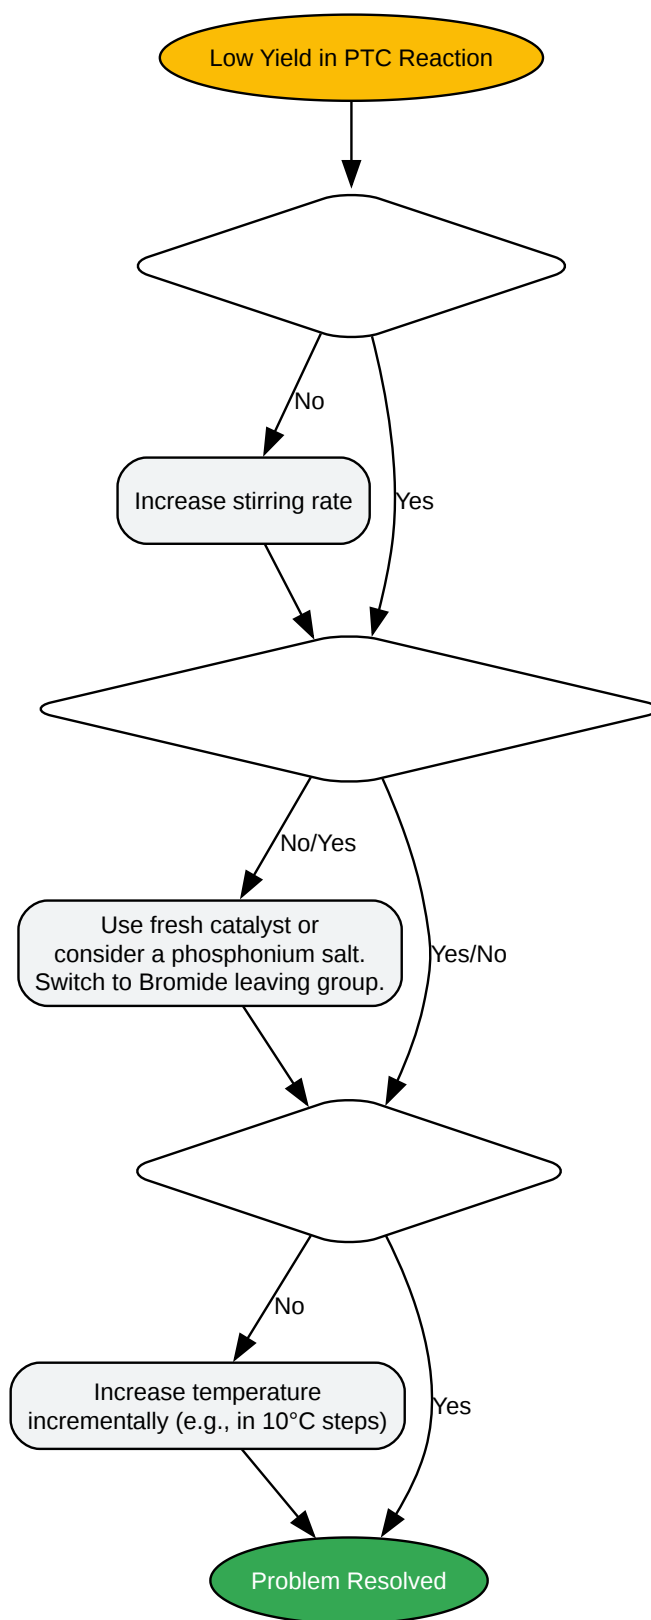 Low Yield in PTC Reaction
No
Increase stirring rate
Yes
No/Yes
Use fresh catalyst or
consider a phosphonium salt.
Switch to Bromide leaving group.
Yes/No
No
Increase temperature
incrementally (e.g., in 10°C steps)
Yes
Problem Resolved